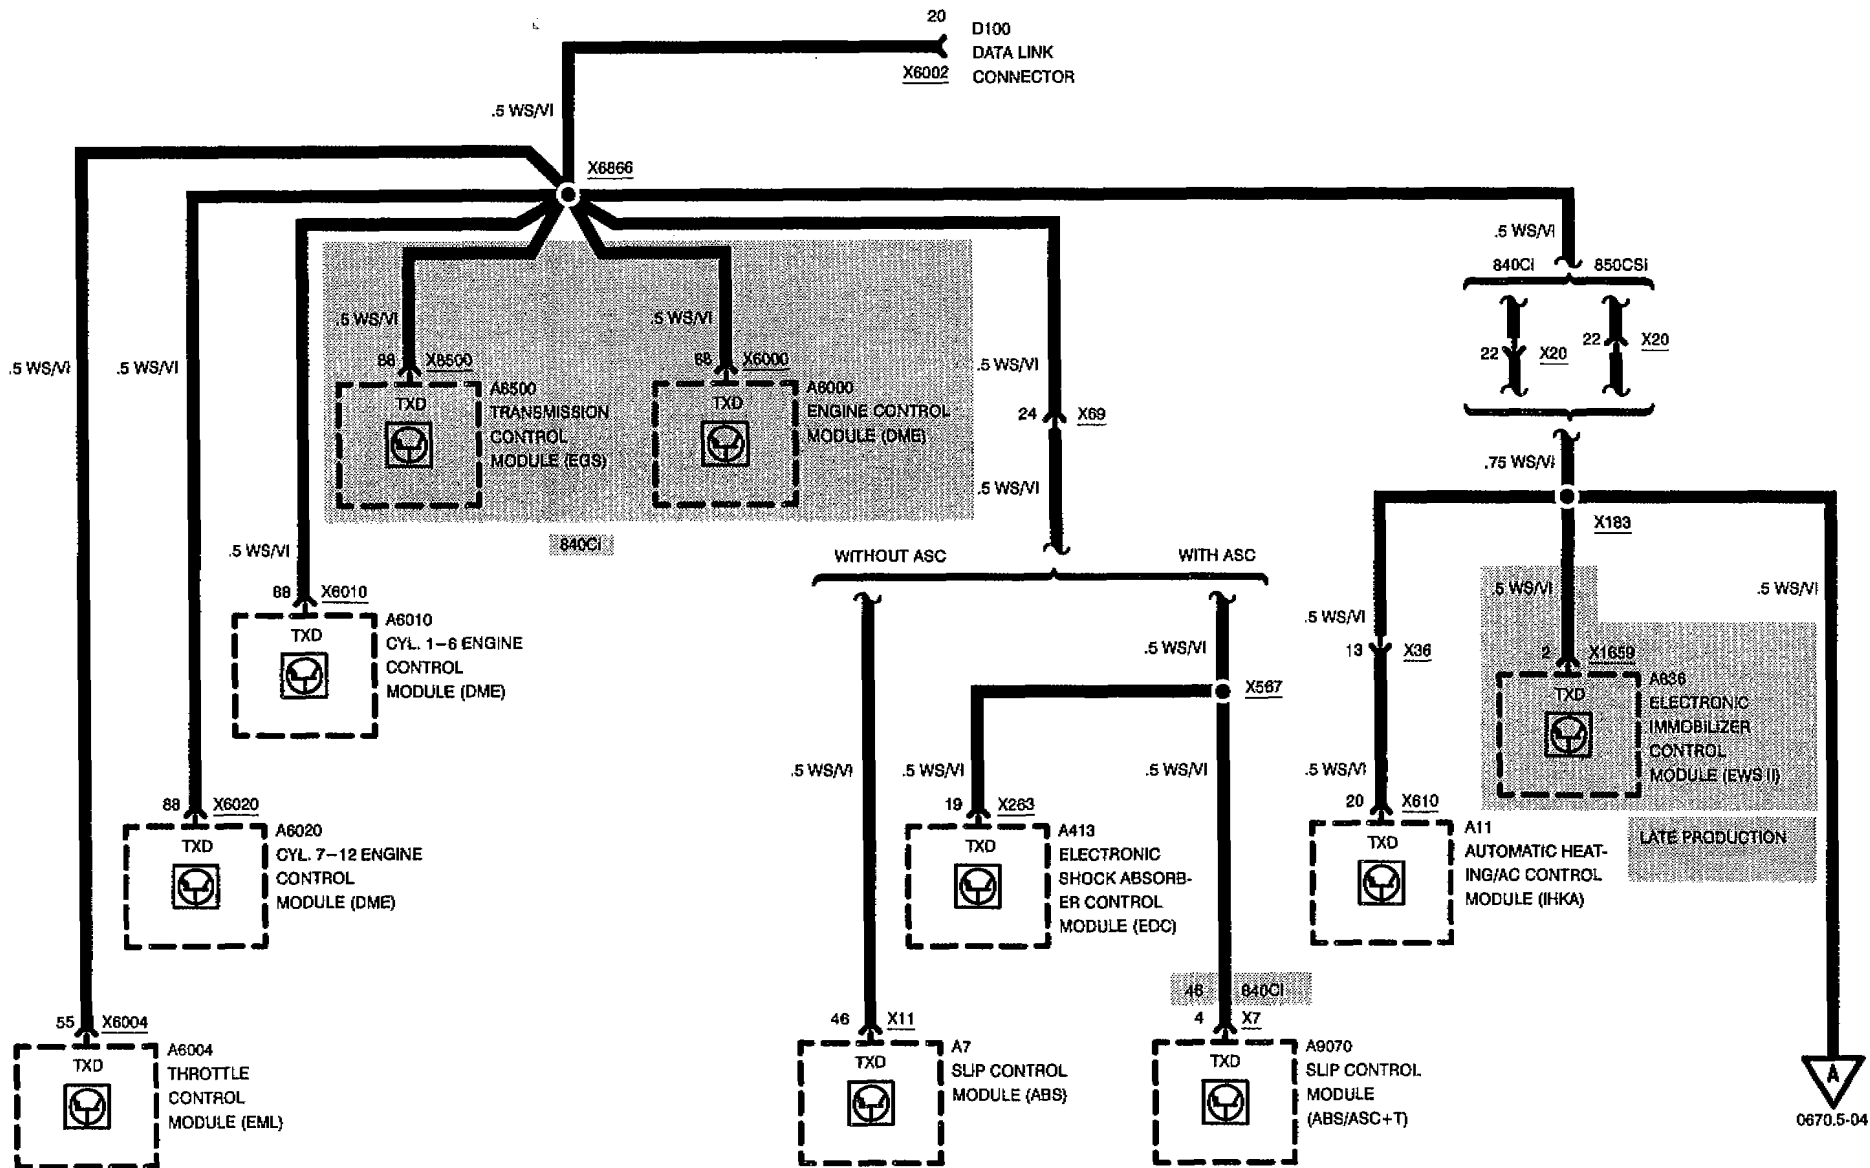 20
D100
DATA LINK
CONNECTOR
X6002
.5 WS/VI
X6866
.5 WS/VI
840Ci
850CSi
22
X20
22
X20
.75 WS/VI
X183
.5 WS/VI
.5 WS/VI
.5 WS/VI
.5 WS/VI
88
X8500
A6500
TRANSMISSION
CONTROL
MODULE (EGS)
TXD
88
X6000
A6000
ENGINE CONTROL
MODULE (DME)
TXD
840Ci
.5 WS/VI
24
X69
.5 WS/VI
WITHOUT ASC
WITH ASC
.5 WS/VI
88
X6010
A6010
CYL. 1–6 ENGINE
CONTROL
MODULE (DME)
TXD
.5 WS/VI
X567
.5 WS/VI
13
X36
.5 WS/VI
2
X1659
A836
ELECTRONIC
IMMOBILIZER
CONTROL
MODULE (EWS II)
TXD
LATE PRODUCTION
.5 WS/VI
.5 WS/VI
.5 WS/VI
.5 WS/VI
.5 WS/VI
.5 WS/VI
88
X6020
A6020
CYL. 7–12 ENGINE
CONTROL
MODULE (DME)
TXD
19
X263
A413
ELECTRONIC
SHOCK ABSORB-
ER CONTROL
MODULE (EDC)
TXD
20
X610
A11
AUTOMATIC HEAT-
ING/AC CONTROL
MODULE (IHKA)
TXD
46
840Ci
55
X6004
A6004
THROTTLE
CONTROL
MODULE (EML)
TXD
46
X11
A7
SLIP CONTROL
MODULE (ABS)
TXD
4
X7
A9070
SLIP CONTROL
MODULE
(ABS/ASC+T)
TXD
A
0670.5-04